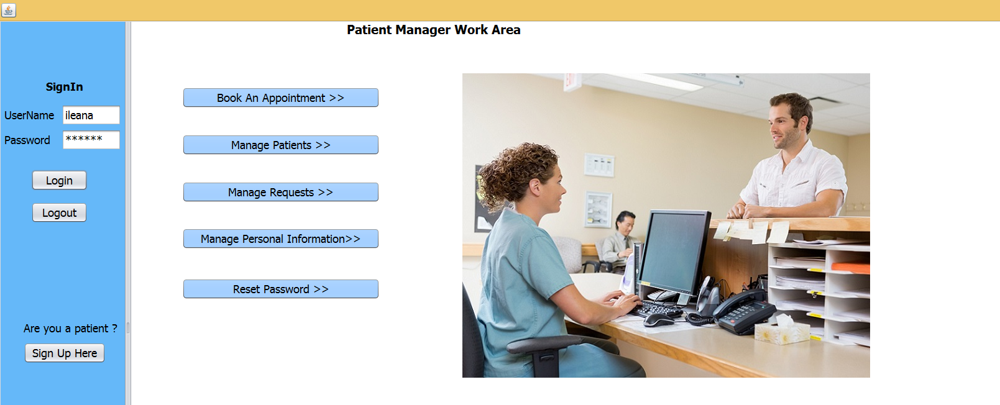 Patient Manager Work Area
SignIn
UserName ileana
Password ******
Login
Logout
Are you a patient ?
Sign Up Here
Book An Appointment >>
Manage Patients >>
Manage Requests >>
Manage Personal Information>>
Reset Password >>